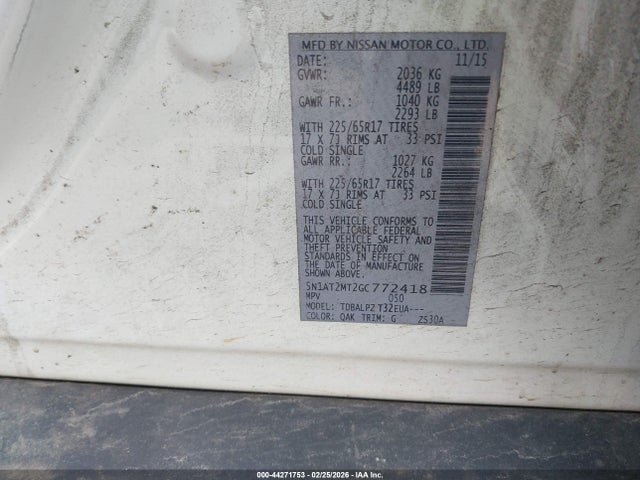 MFD BY NISSAN MOTOR CO., LTD.
DATE: 11/15
GVWR: 2036 KG
4489 LB
GAWR FR.: 1040 KG
2293 LB
WITH 225/65R17 TIRES
17 X 7J RIMS AT 33 PSI
COLD SINGLE
GAWR RR.: 1027 KG
2264 LB
WITH 225/65R17 TIRES
17 X 7J RIMS AT 33 PSI
COLD SINGLE
THIS VEHICLE CONFORMS TO
ALL APPLICABLE FEDERAL
MOTOR VEHICLE SAFETY AND
THEFT PREVENTION
STANDARDS IN EFFECT ON
THE DATE OF MANUFACTURE
SHOWN ABOVE.
5N1AT2MT2GC772418
MPV 050
MODEL: TDBALPZ T32EUA---
COLOR: QAK TRIM: G ZS30A
000-44271753 - 02/25/2026 - IAA Inc.